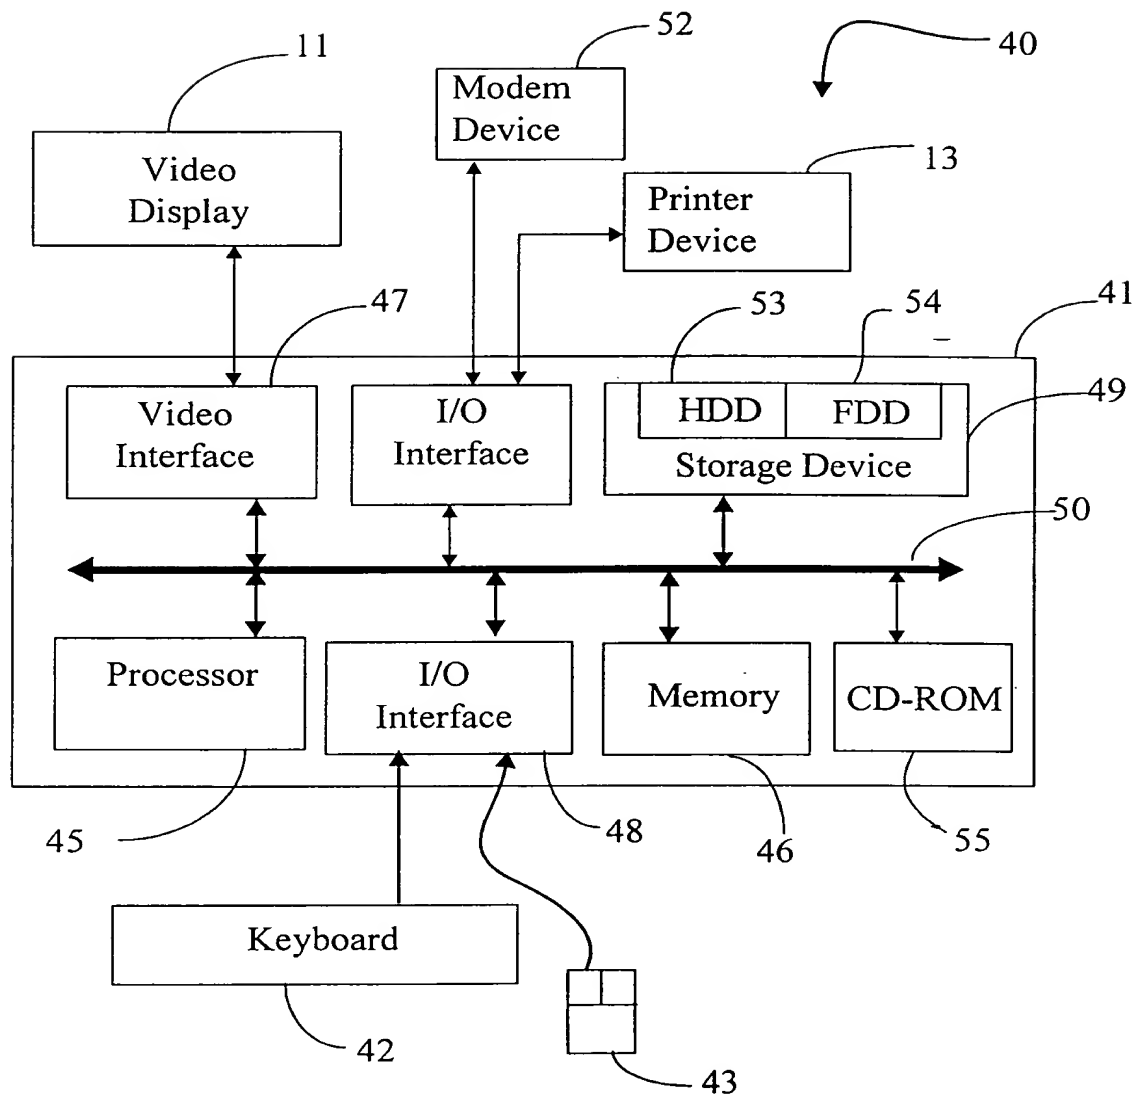 52
11
40
Modem
Device
13
Video
Display
Printer
Device
47
53
54
41
HDD
FDD
49
Video
Interface
I/O
Interface
Storage Device
50
Processor
I/O
Interface
Memory
CD-ROM
45
48
46
55
Keyboard
42
43